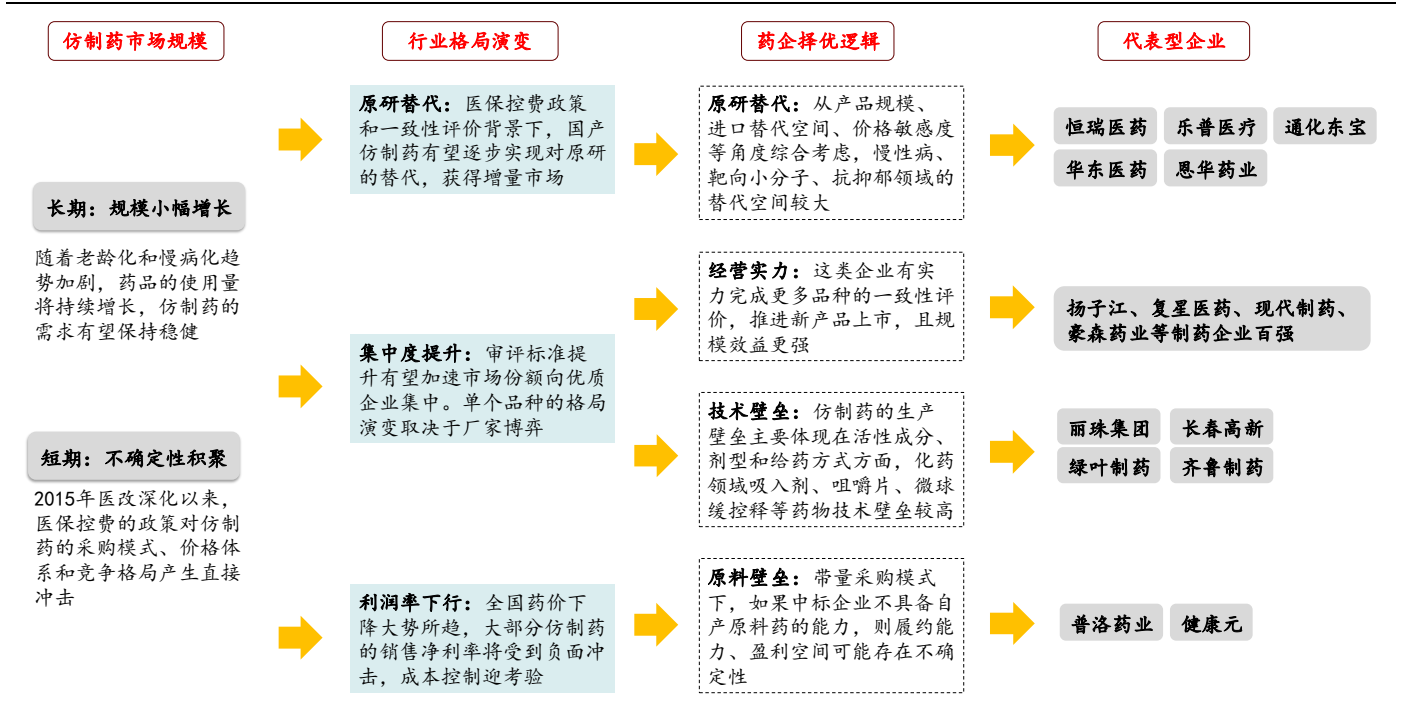 仿制药市场规模
行业格局演变
药企择优逻辑
代表型企业
长期：规模小幅增长
随着老龄化和慢病化趋
势加剧，药品的使用量
将持续增长，仿制药的
需求有望保持稳健
短期：不确定性积聚
2015年医改深化以来，
医保控费的政策对仿制
药的采购模式、价格体
系和竞争格局产生直接
冲击
原研替代：医保控费政策
和一致性评价背景下，国产
仿制药有望逐步实现对原研
的替代，获得增量市场
集中度提升：审评标准提
升有望加速市场份额向优质
企业集中。单个品种的格局
演变取决于厂家博弈
利润率下行：全国药价下
降大势所趋，大部分仿制药
的销售净利率将受到负面冲
击，成本控制迎考验
原研替代：从产品规模、
进口替代空间、价格敏感度
等角度综合考虑，慢性病、
靶向小分子、抗抑郁领域的
替代空间较大
经营实力：这类企业有实
力完成更多品种的一致性评
价，推进新产品上市，且规
模效益更强
技术壁垒：仿制药的生产
壁垒主要体现在活性成分、
剂型和给药方式方面，化药
领域吸入剂、咀嚼片、微球
缓控释等药物技术壁垒较高
原料壁垒：带量采购模式
下，如果中标企业不具备自
产原料药的能力，则履约能
力、盈利空间可能存在不确
定性
恒瑞医药 乐普医疗 通化东宝
华东医药 恩华药业
扬子江、复星医药、现代制药、
豪森药业等制药企业百强
丽珠集团 长春高新
绿叶制药 齐鲁制药
普洛药业 健康元